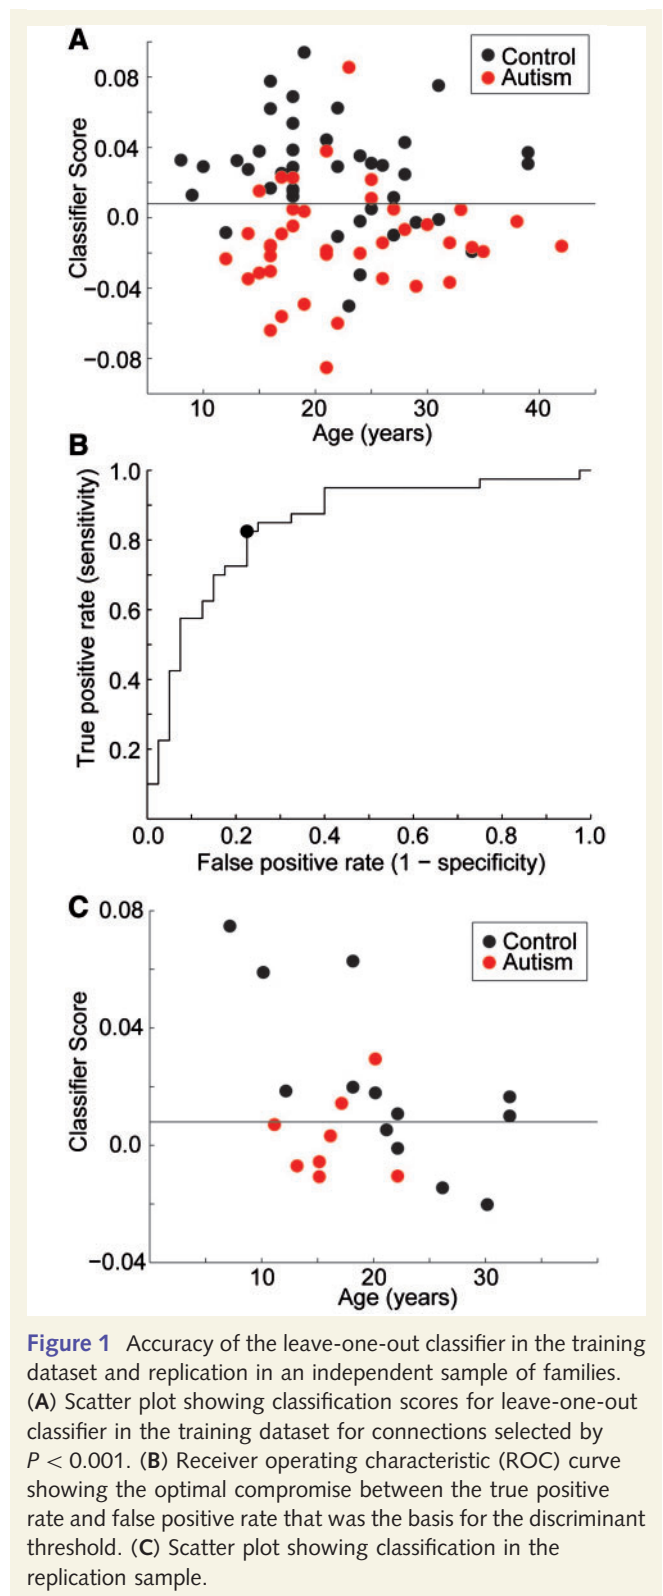 A
Control
Autism
0.08
0.04
0.0
−0.04
−0.08
Classifier Score
10 20 30 40
Age (years)
B
1.0
0.8
0.6
0.4
0.2
True positive rate (sensitivity)
0.0 0.2 0.4 0.6 0.8 1.0
False positive rate (1 − specificity)
C
0.08
0.04
0.0
−0.04
Classifier Score
Control
Autism
10 20 30
Age (years)
Figure 1 Accuracy of the leave-one-out classifier in the training
dataset and replication in an independent sample of families.
(A) Scatter plot showing classification scores for leave-one-out
classifier in the training dataset for connections selected by
P < 0.001. (B) Receiver operating characteristic (ROC) curve
showing the optimal compromise between the true positive
rate and false positive rate that was the basis for the discriminant
threshold. (C) Scatter plot showing classification in the
replication sample.